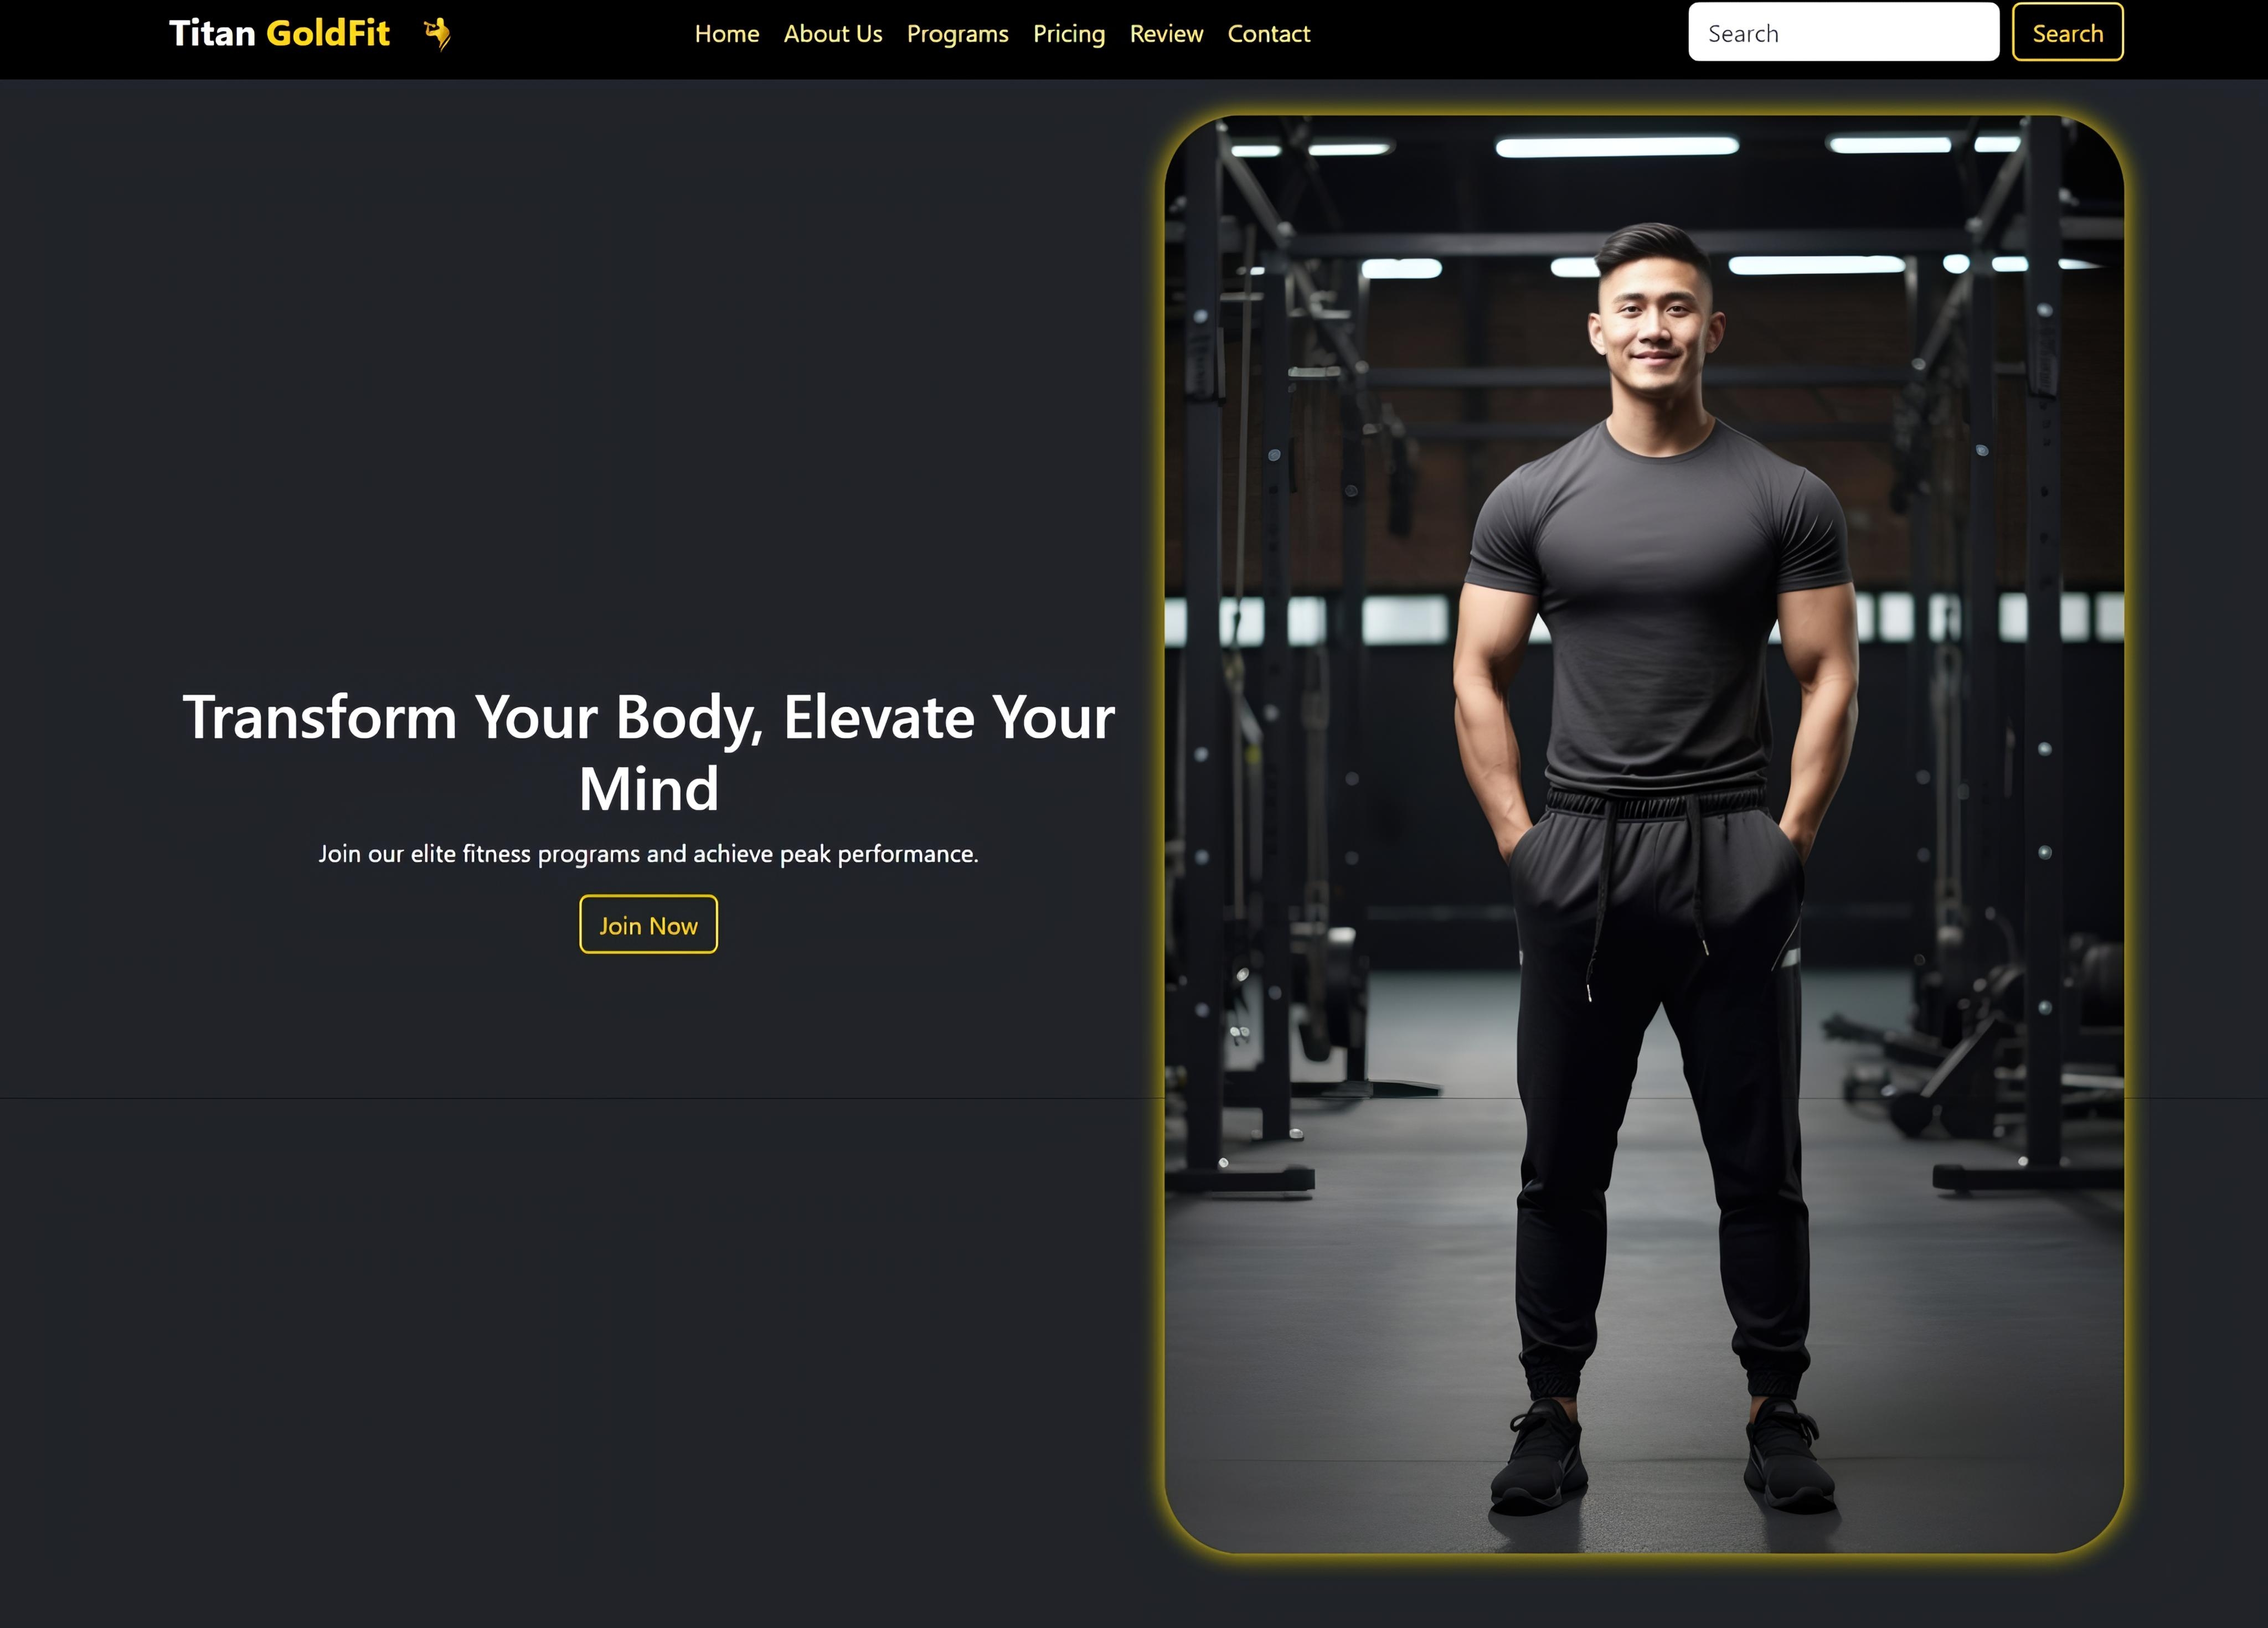 Titan GoldFit
Home About Us Programs Pricing Review Contact
Search
Search
Transform Your Body, Elevate Your
Mind
Join our elite fitness programs and achieve peak performance.
Join Now